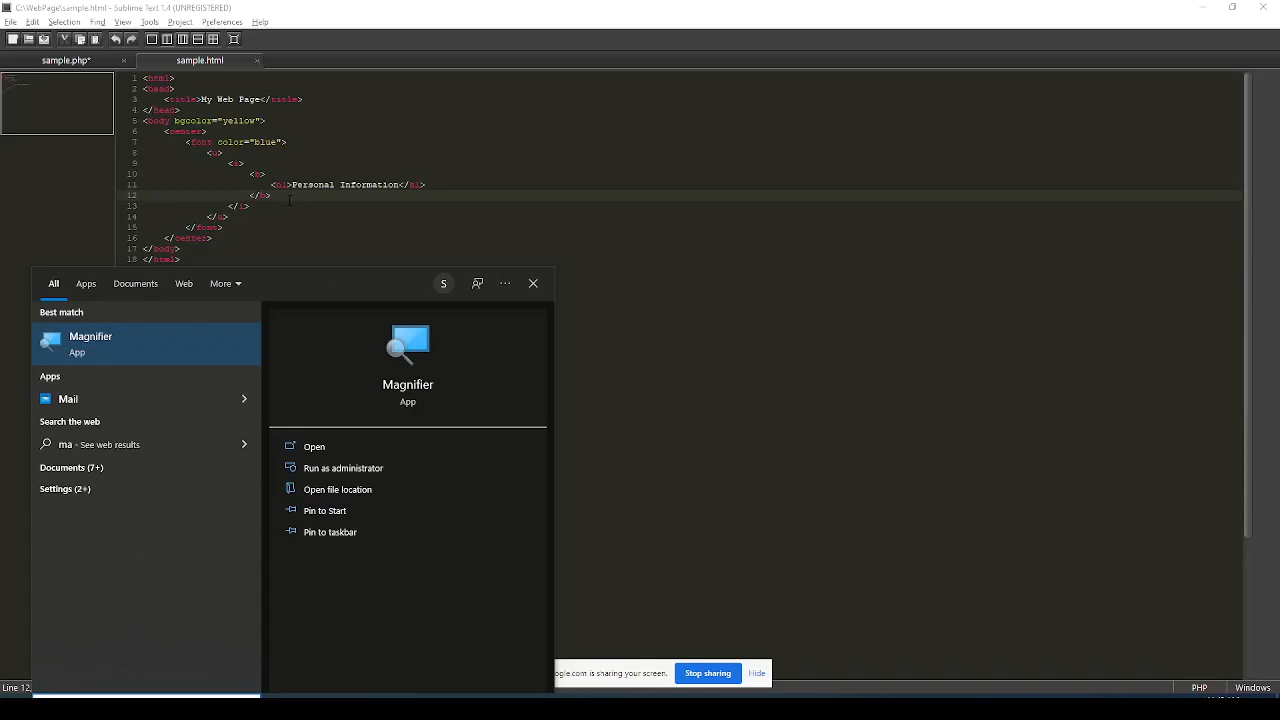 C:\WebPage\sample.html - Sublime Text 1.4 (UNREGISTERED)
File Edit Selection Find View Tools Project Preferences Help
sample.php* × sample.html ×
1 <html>
2 <head>
3 <title>My Web Page</title>
4 </head>
5 <body bgcolor="yellow">
6 <center>
7 <font color="blue">
8 <u>
9 <i>
10 <b>
11 <h1>Personal Information</h1>
12 </b>
13 </i>
14 </u>
15 </font>
16 </center>
17 </body>
18 </html>
All Apps Documents Web More S ··· ×
Best match
Magnifier
App
Apps
Mail
Search the web
ma - See web results
Documents (7+)
Settings (2+)
Magnifier
App
Open
Run as administrator
Open file location
Pin to Start
Pin to taskbar
ogle.com is sharing your screen. Stop sharing Hide
Line 12, PHP Windows